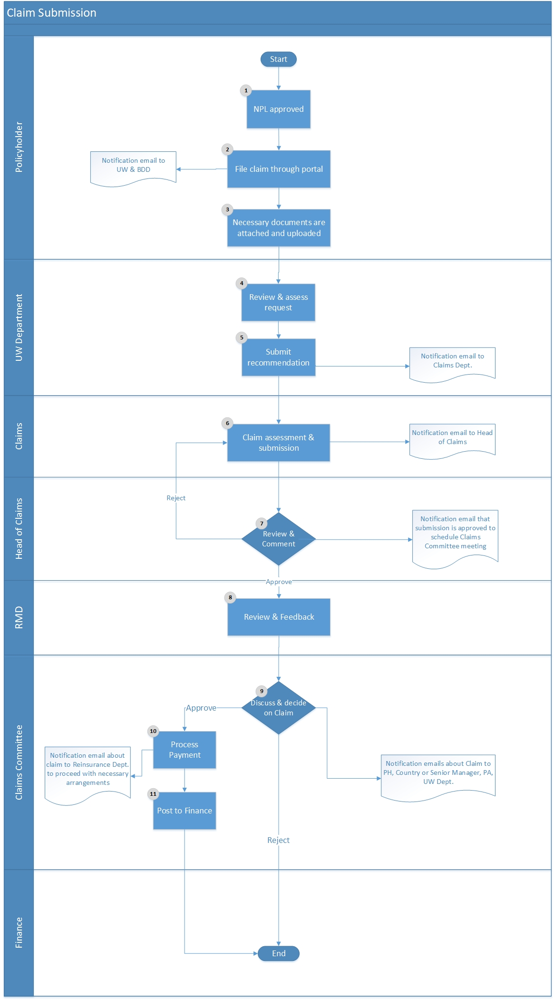 Claim Submission
Policyholder
Start
1
NPL approved
2
File claim through portal
Notification email to
UW & BDD
3
Necessary documents are
attached and uploaded
UW Department
4
Review & assess
request
5
Submit
recommendation
Notification email to
Claims Dept.
Claims
6
Claim assessment &
submission
Notification email to Head
of Claims
Head of Claims
Reject
7
Review &
Comment
Notification email that
submission is approved to
schedule Claims
Committee meeting
Approve
RMD
8
Review & Feedback
Claims Committee
9
Discuss & decide
on Claim
Approve
10
Process
Payment
Notification email about
claim to Reinsurance Dept.
to proceed with necessary
arrangements
Notification emails about Claim to
PH, Country or Senior Manager, PA,
UW Dept.
11
Post to Finance
Reject
Finance
End